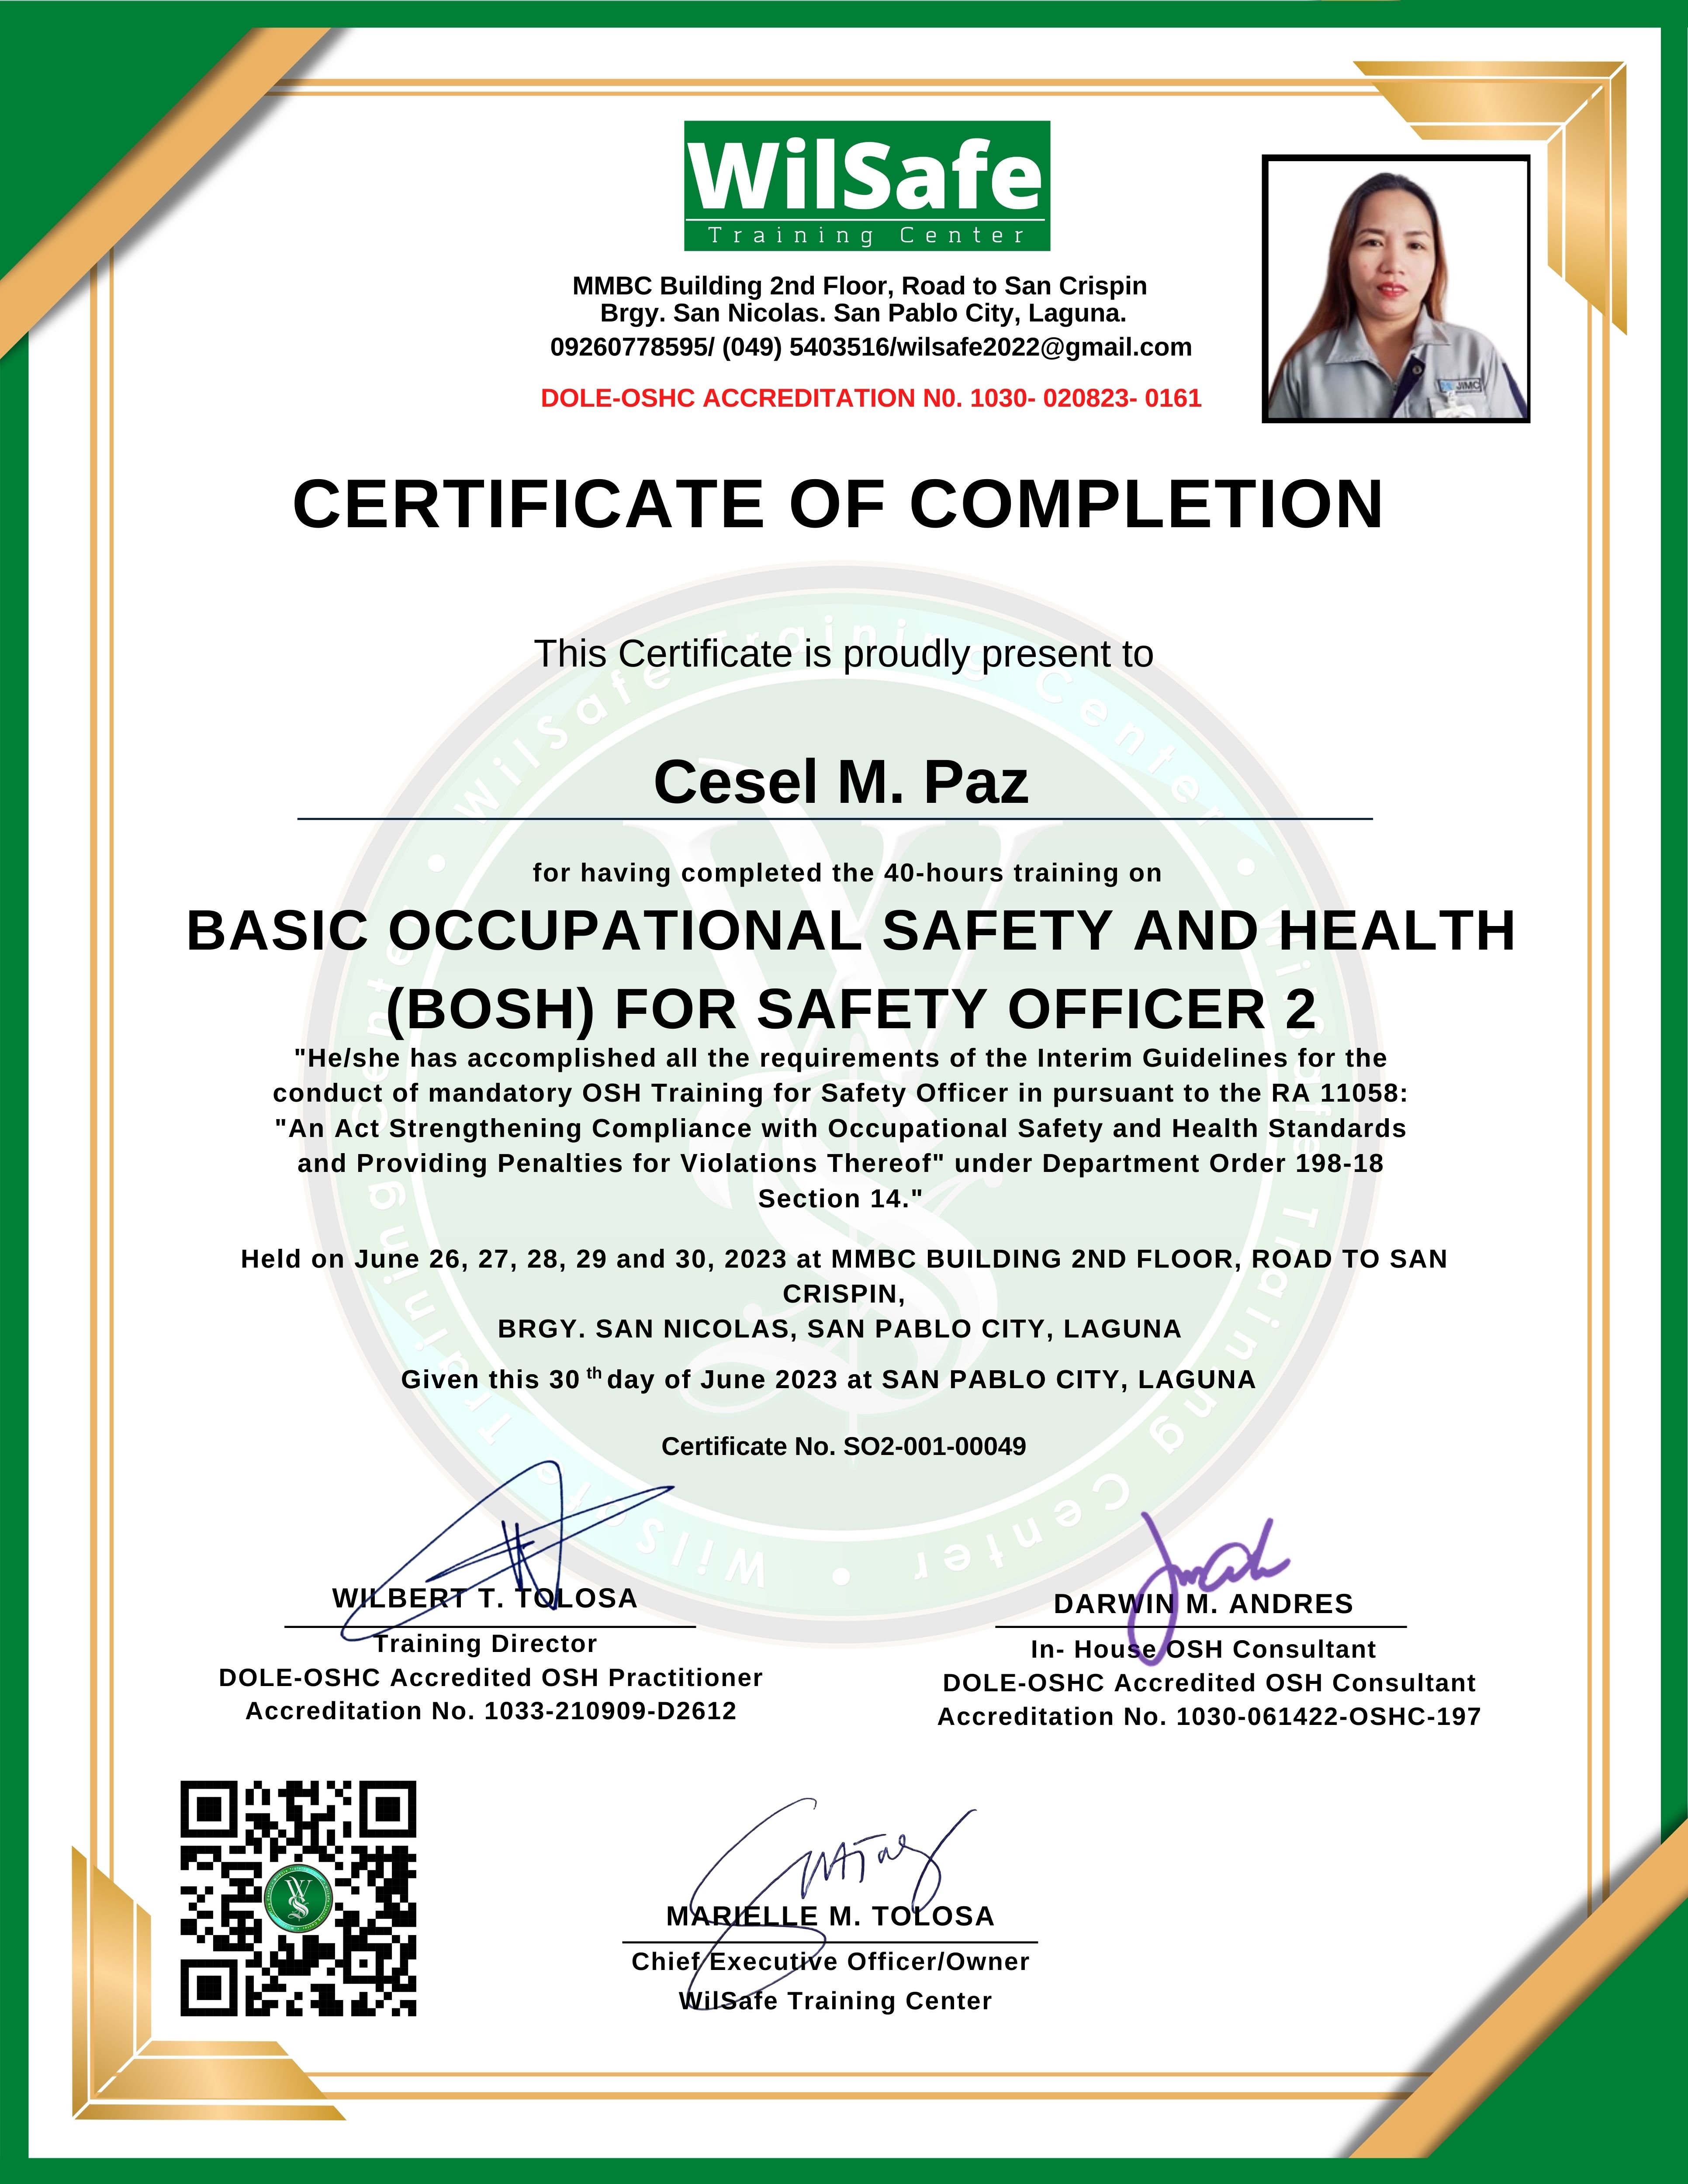 WilSafe
Training Center
MMBC Building 2nd Floor, Road to San Crispin
Brgy. San Nicolas. San Pablo City, Laguna.
09260778595/ (049) 5403516/wilsafe2022@gmail.com
DOLE-OSHC ACCREDITATION N0. 1030- 020823- 0161
JIMC
CERTIFICATE OF COMPLETION
This Certificate is proudly present to
Cesel M. Paz
for having completed the 40-hours training on
BASIC OCCUPATIONAL SAFETY AND HEALTH
(BOSH) FOR SAFETY OFFICER 2
"He/she has accomplished all the requirements of the Interim Guidelines for the
conduct of mandatory OSH Training for Safety Officer in pursuant to the RA 11058:
"An Act Strengthening Compliance with Occupational Safety and Health Standards
and Providing Penalties for Violations Thereof" under Department Order 198-18
Section 14."
Held on June 26, 27, 28, 29 and 30, 2023 at MMBC BUILDING 2ND FLOOR, ROAD TO SAN
CRISPIN,
BRGY. SAN NICOLAS, SAN PABLO CITY, LAGUNA
Given this 30 th day of June 2023 at SAN PABLO CITY, LAGUNA
Certificate No. SO2-001-00049
WilSafe Training Center • WilSafe Training Center • WilSafe Training Center •
WILBERT T. TOLOSA
Training Director
DOLE-OSHC Accredited OSH Practitioner
Accreditation No. 1033-210909-D2612
DARWIN M. ANDRES
In- House OSH Consultant
DOLE-OSHC Accredited OSH Consultant
Accreditation No. 1030-061422-OSHC-197
MARIELLE M. TOLOSA
Chief Executive Officer/Owner
WilSafe Training Center